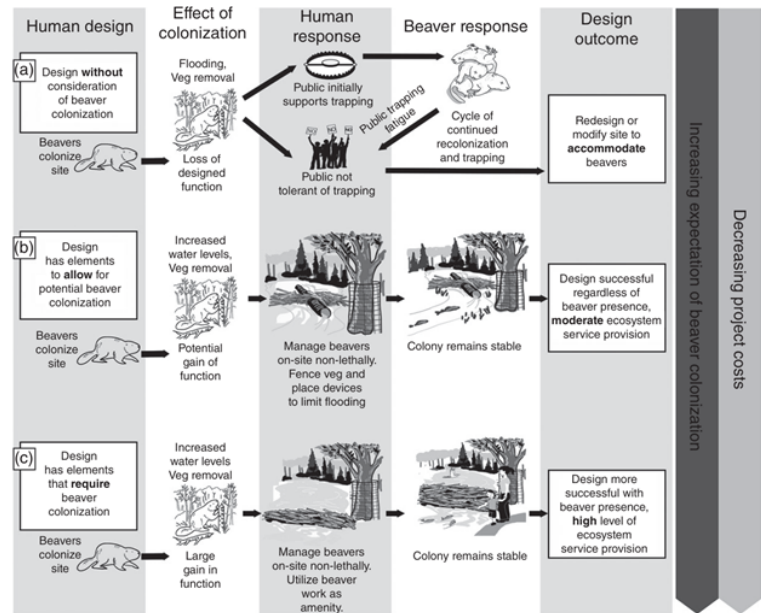 Human design
Effect of
colonization
Human
response
Beaver response
Design
outcome
(a)
Design without
consideration
of beaver
colonization
Beavers
colonize
site
Flooding,
Veg removal
Loss of
designed
function
Public initially
supports trapping
NO NO NO
Public not
tolerant of trapping
Public trapping
fatigue
Cycle of
continued
recolonization
and trapping
Redesign or
modify site to
accommodate
beavers
(b)
Design
has elements
to allow for
potential beaver
colonization
Beavers
colonize
site
Increased
water levels,
Veg removal
Potential
gain of
function
Manage beavers
on-site non-lethally.
Fence veg and
place devices
to limit flooding
Colony remains stable
Design successful
regardless of
beaver presence,
moderate ecosystem
service provision
(c)
Design
has elements
that require
beaver
colonization
Beavers
colonize
site
Increased
water levels
Veg removal
Large
gain in
function
Manage beavers
on-site non-lethally.
Utilize beaver
work as
amenity.
Colony remains stable
Design more
successful with
beaver presence,
high level of
ecosystem
service provision
Increasing expectation of beaver colonization
Decreasing project costs